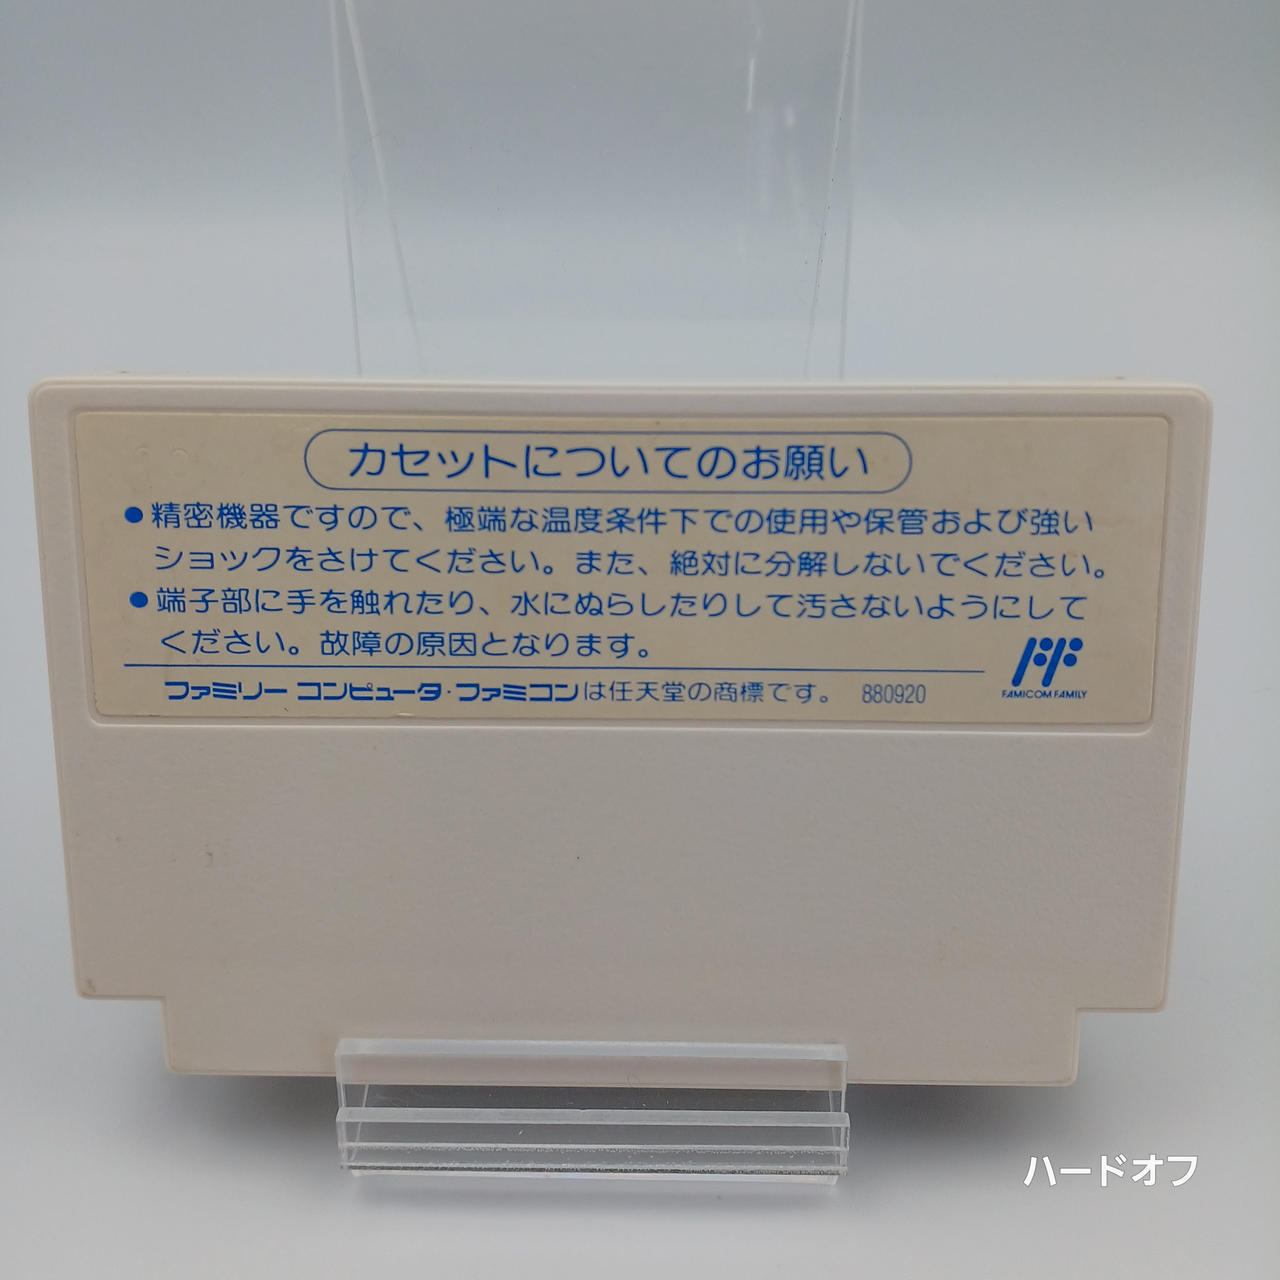 カセットについてのお願い
●精密機器ですので、極端な温度条件下での使用や保管および強い
ショックをさけてください。また、絶対に分解しないでください。
●端子部に手を触れたり、水にぬらしたりして汚さないようにして
ください。故障の原因となります。
ファミリー コンピュータ・ファミコンは任天堂の商標です。 880920
FAMICOM FAMILY
ハードオフ